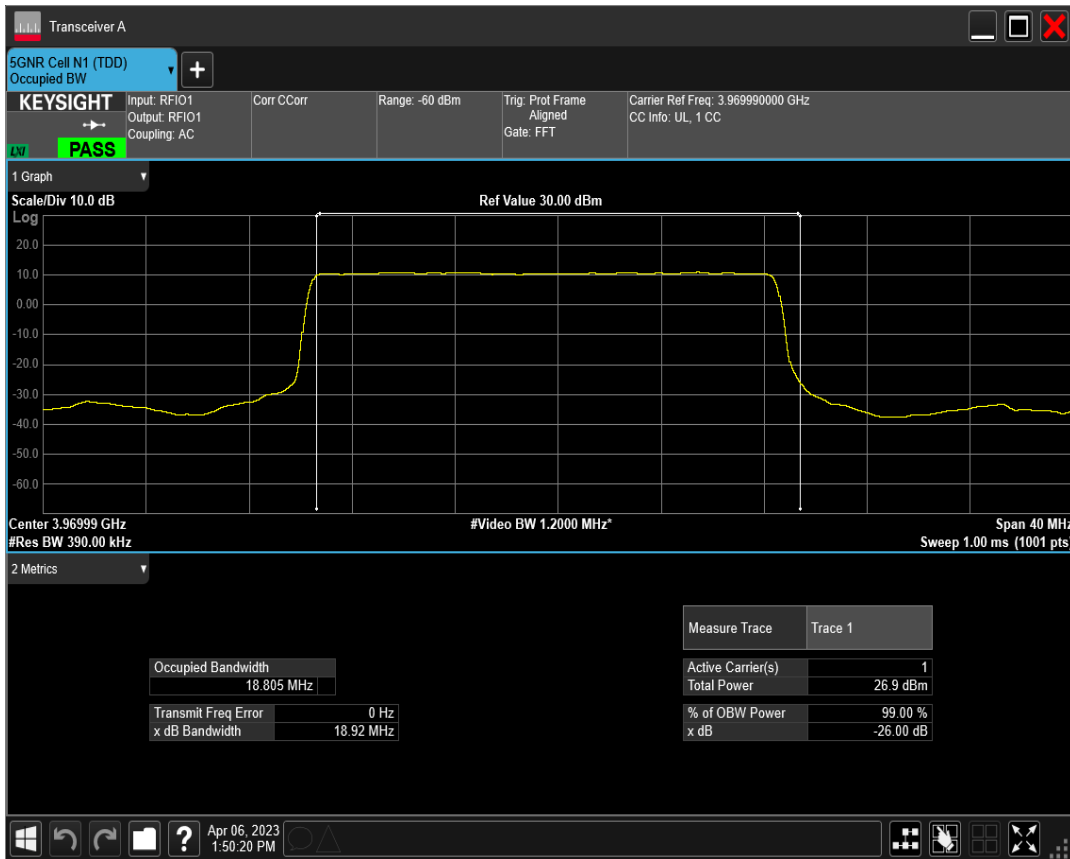 Transceiver A
5GNR Cell N1 (TDD)
Occupied BW
+
KEYSIGHT
LXI
PASS
Input: RFIO1
Output: RFIO1
Coupling: AC
Corr CCorr
Range: -60 dBm
Trig: Prot Frame
Aligned
Gate: FFT
Carrier Ref Freq: 3.969990000 GHz
CC Info: UL, 1 CC
1 Graph
Scale/Div 10.0 dB
Ref Value 30.00 dBm
Log
20.0
10.0
0.00
-10.0
-20.0
-30.0
-40.0
-50.0
-60.0
Center 3.96999 GHz
#Video BW 1.2000 MHz*
Span 40 MHz
#Res BW 390.00 kHz
Sweep 1.00 ms (1001 pts)
2 Metrics
Measure Trace Trace 1
Occupied Bandwidth
18.805 MHz
Active Carrier(s) 1
Total Power 26.9 dBm
Transmit Freq Error 0 Hz
x dB Bandwidth 18.92 MHz
% of OBW Power 99.00 %
x dB -26.00 dB
?
Apr 06, 2023
1:50:20 PM